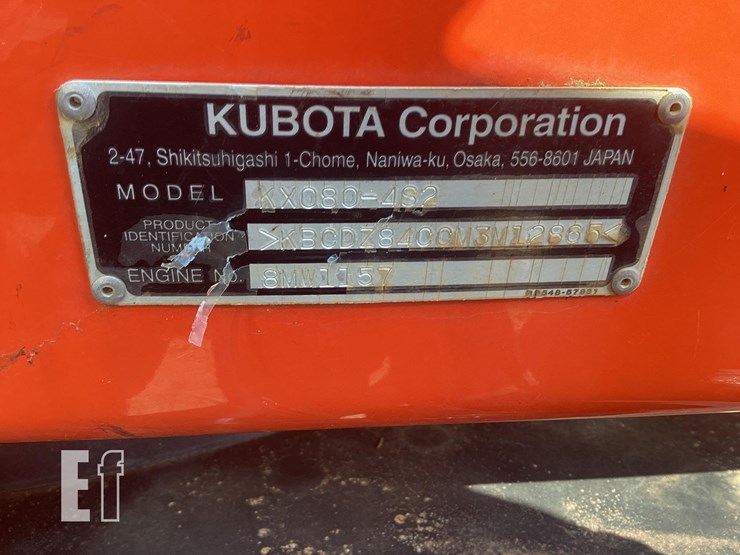 KUBOTA Corporation
2-47, Shikitsuhigashi 1-Chome, Naniwa-ku, Osaka, 556-8601 JAPAN
MODEL KX080-4S2
PRODUCT IDENTIFICATION NUMBER >KBCDZ84CCM3M12865<
ENGINE No. 8MW1157
Ef